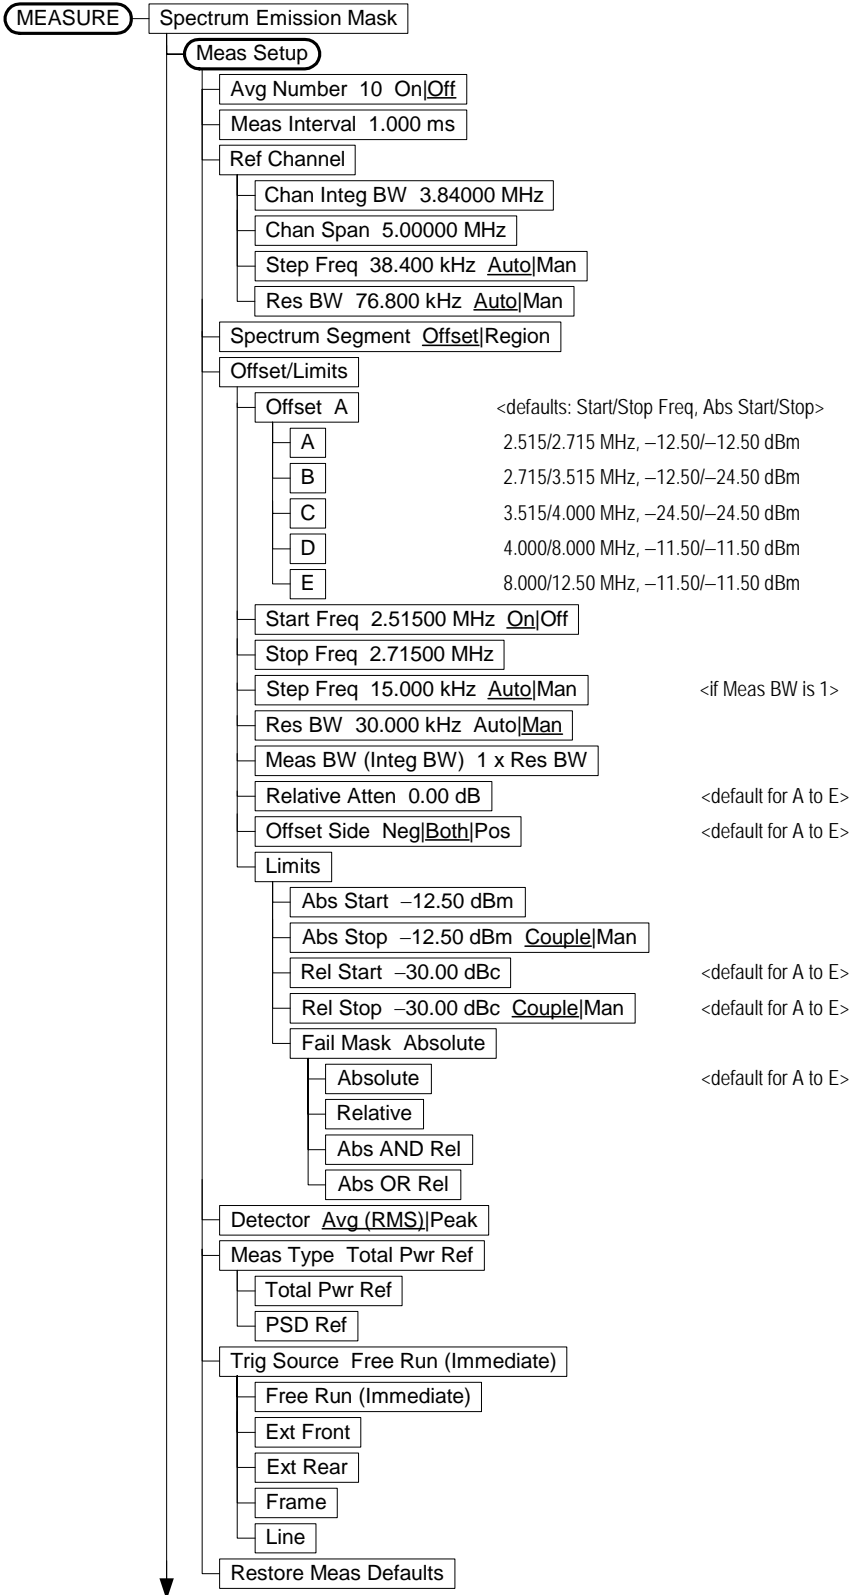 MEASURE Spectrum Emission Mask
Meas Setup
Avg Number 10 On|Off
Meas Interval 1.000 ms
Ref Channel
Chan Integ BW 3.84000 MHz
Chan Span 5.00000 MHz
Step Freq 38.400 kHz Auto|Man
Res BW 76.800 kHz Auto|Man
Spectrum Segment Offset|Region
Offset/Limits
Offset A <defaults: Start/Stop Freq, Abs Start/Stop>
A 2.515/2.715 MHz, −12.50/−12.50 dBm
B 2.715/3.515 MHz, −12.50/−24.50 dBm
C 3.515/4.000 MHz, −24.50/−24.50 dBm
D 4.000/8.000 MHz, −11.50/−11.50 dBm
E 8.000/12.50 MHz, −11.50/−11.50 dBm
Start Freq 2.51500 MHz On|Off
Stop Freq 2.71500 MHz
Step Freq 15.000 kHz Auto|Man <if Meas BW is 1>
Res BW 30.000 kHz Auto|Man
Meas BW (Integ BW) 1 x Res BW
Relative Atten 0.00 dB <default for A to E>
Offset Side Neg|Both|Pos <default for A to E>
Limits
Abs Start −12.50 dBm
Abs Stop −12.50 dBm Couple|Man
Rel Start −30.00 dBc <default for A to E>
Rel Stop −30.00 dBc Couple|Man <default for A to E>
Fail Mask Absolute
Absolute <default for A to E>
Relative
Abs AND Rel
Abs OR Rel
Detector Avg (RMS)|Peak
Meas Type Total Pwr Ref
Total Pwr Ref
PSD Ref
Trig Source Free Run (Immediate)
Free Run (Immediate)
Ext Front
Ext Rear
Frame
Line
Restore Meas Defaults